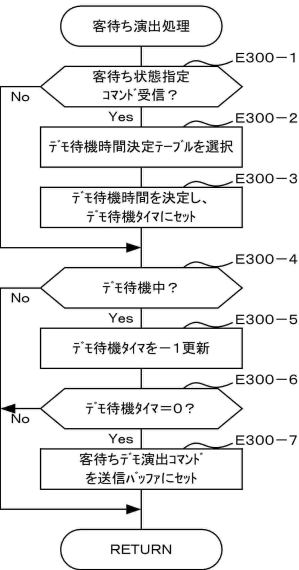 客待ち演出処理
E300-1
客待ち状態指定
コマンド受信？
No
Yes
E300-2
デモ待機時間決定テーブルを選択
E300-3
デモ待機時間を決定し、
デモ待機タイマにセット
E300-4
デモ待機中？
No
Yes
E300-5
デモ待機タイマを－1更新
E300-6
デモ待機タイマ＝0？
No
Yes
E300-7
客待ちデモ演出コマンド
を送信バッファにセット
RETURN